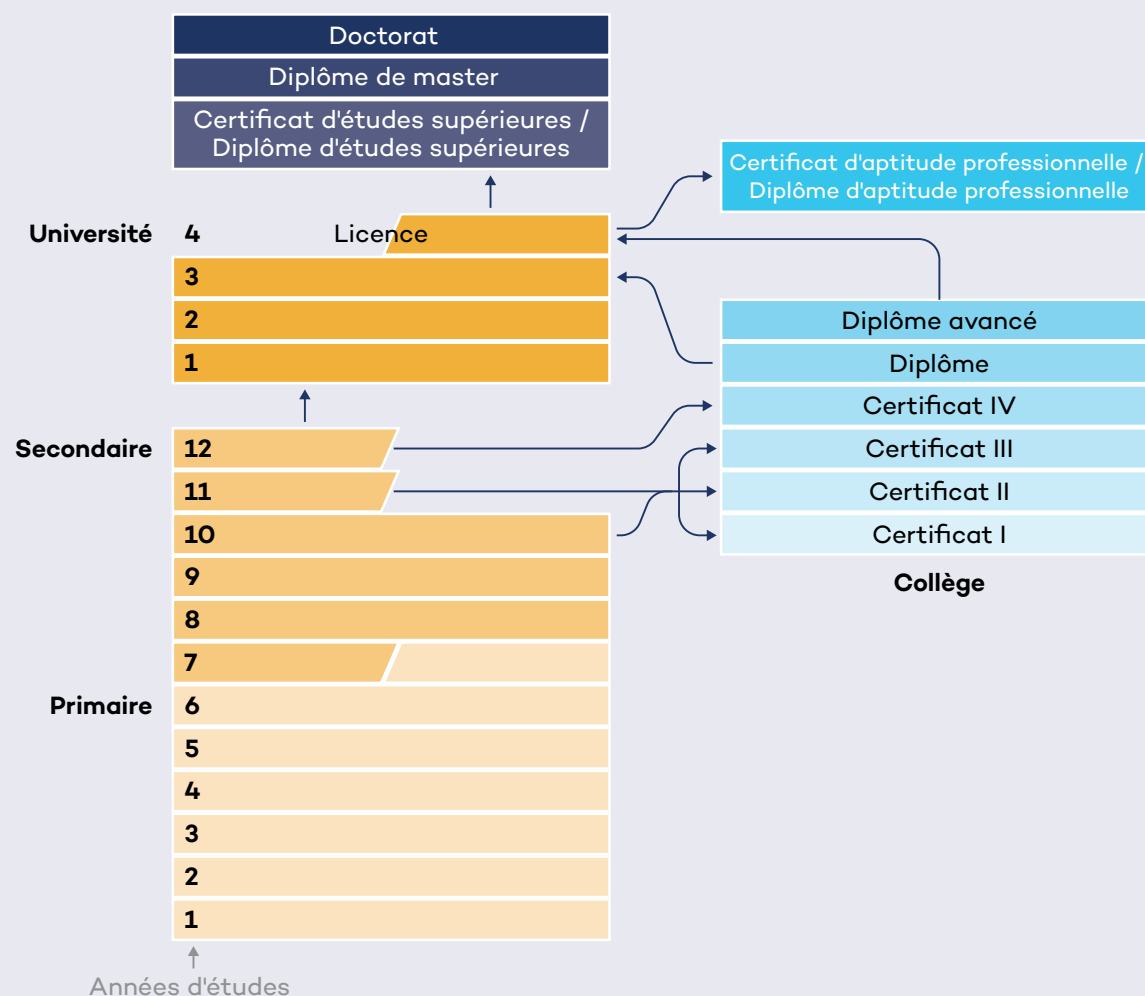 Doctorat
Diplôme de master
Certificat d'études supérieures /
Diplôme d'études supérieures
Certificat d'aptitude professionnelle /
Diplôme d'aptitude professionnelle
Université 4 Licence
3
2
1
Diplôme avancé
Diplôme
Certificat IV
Certificat III
Certificat II
Certificat I
Collège
Secondaire 12
11
10
9
8
7
Primaire 6
5
4
3
2
1
Années d'études